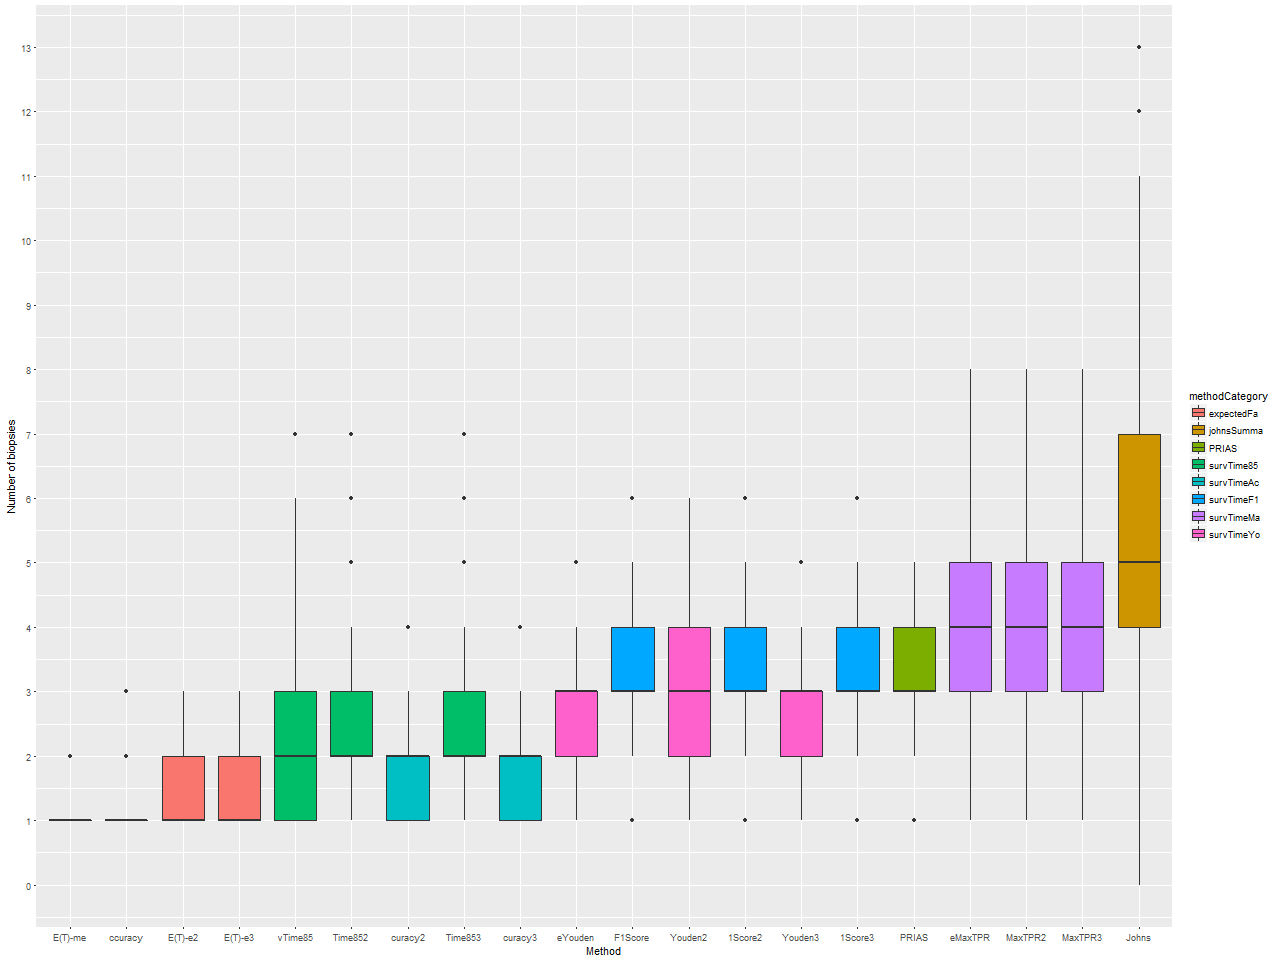 13
12
11
10
9
8
7
6
5
4
3
2
1
0
Number of biopsies
E(T)-me ccuracy E(T)-e2 E(T)-e3 vTime85 Time852 curacy2 Time853 curacy3 eYouden F1Score Youden2 1Score2 Youden3 1Score3 PRIAS eMaxTPR MaxTPR2 MaxTPR3 Johns
Method
methodCategory
expectedFa
johnsSumma
PRIAS
survTime85
survTimeAc
survTimeF1
survTimeMa
survTimeYo